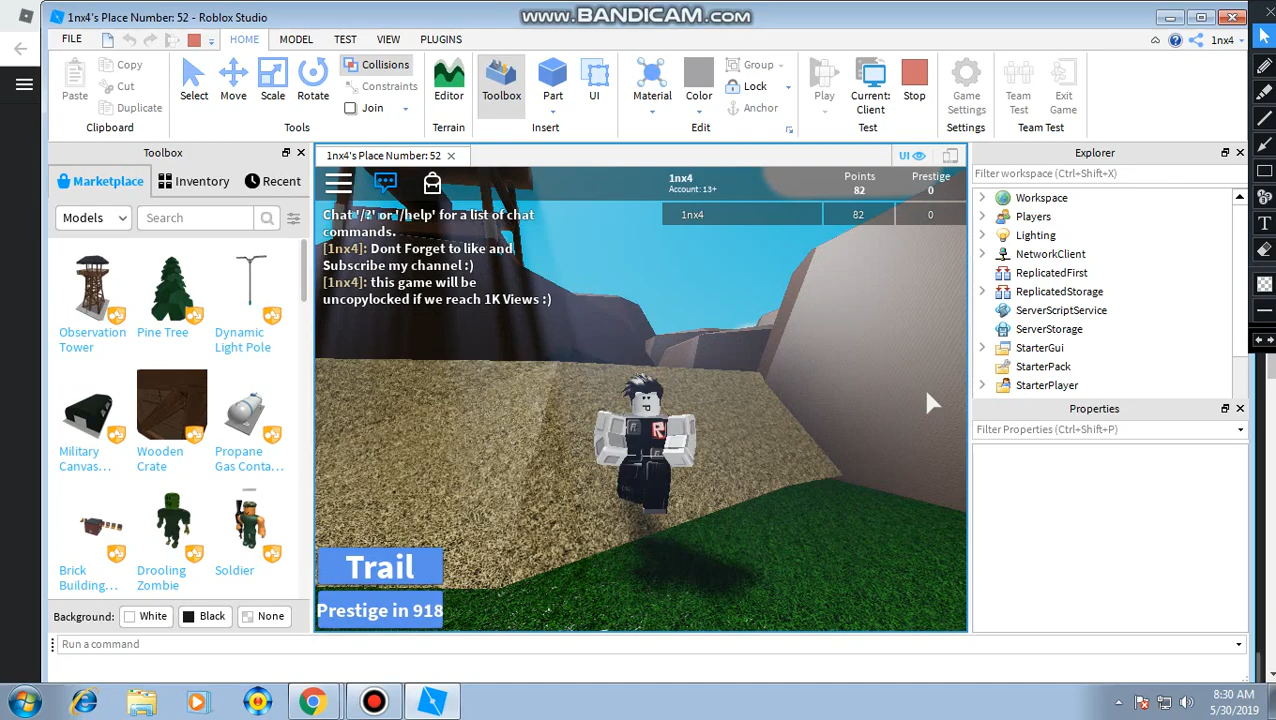 1nx4's Place Number: 52 - Roblox Studio
www.BANDICAM.com
FILE HOME MODEL TEST VIEW PLUGINS 1nx4
Paste Copy Cut Duplicate
Select Move Scale Rotate
Collisions Constraints Join
Editor Toolbox Part UI
Material Color Group Lock Anchor
Play Current: Client Stop
Game Settings Team Test Exit Game
Clipboard Tools Terrain Insert Edit Test Settings Team Test
Toolbox
Marketplace Inventory Recent
Models Search
Observation Tower
Pine Tree
Dynamic Light Pole
Military Canvas...
Wooden Crate
Propane Gas Conta...
Brick Building...
Drooling Zombie
Soldier
Background: White Black None
1nx4's Place Number: 52
UI
1nx4
Account: 13+
Points 82
Prestige 0
1nx4 82 0
Chat '/?' or '/help' for a list of chat
commands.
[1nx4]: Dont Forget to like and
Subscribe my channel :)
[1nx4]: this game will be
uncopylocked if we reach 1K Views :)
Trail
Prestige in 918
Explorer
Filter workspace (Ctrl+Shift+X)
Workspace
Players
Lighting
NetworkClient
ReplicatedFirst
ReplicatedStorage
ServerScriptService
ServerStorage
StarterGui
StarterPack
StarterPlayer
Properties
Filter Properties (Ctrl+Shift+P)
Run a command
8:30 AM
5/30/2019